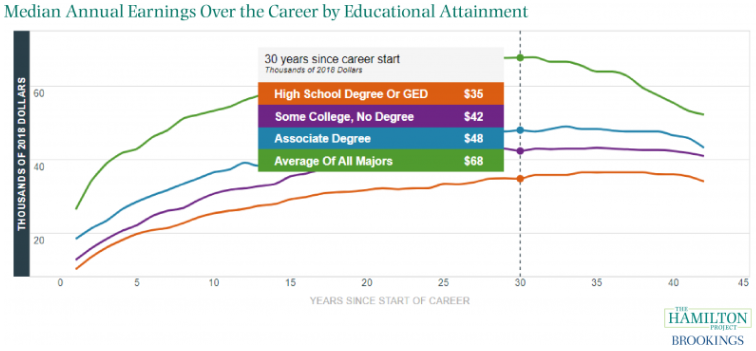 Median Annual Earnings Over the Career by Educational Attainment
THOUSANDS OF 2018 DOLLARS
60
40
20
30 years since career start
Thousands of 2018 Dollars
High School Degree Or GED $35
Some College, No Degree $42
Associate Degree $48
Average Of All Majors $68
0 5 10 15 20 25 30 35 40 45
YEARS SINCE START OF CAREER
THE
HAMILTON
PROJECT
BROOKINGS